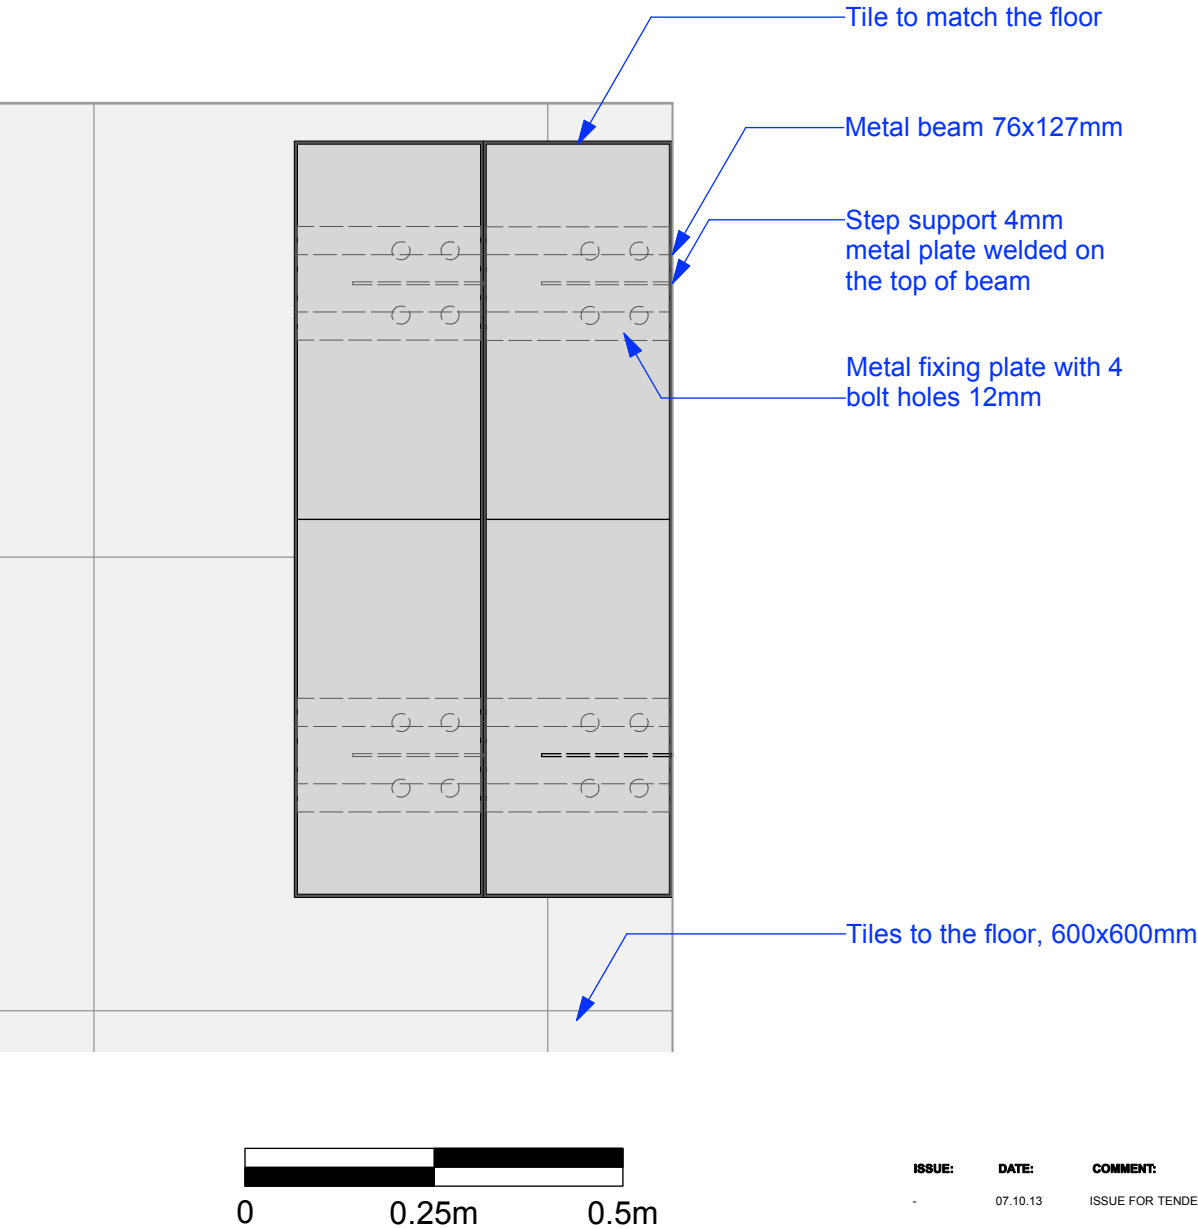 Tile to match the floor
Metal beam 76x127mm
Step support 4mm
metal plate welded on
the top of beam
Metal fixing plate with 4
bolt holes 12mm
Tiles to the floor, 600x600mm
0 0.25m 0.5m
ISSUE: DATE: COMMENT:
- 07.10.13 ISSUE FOR TENDE